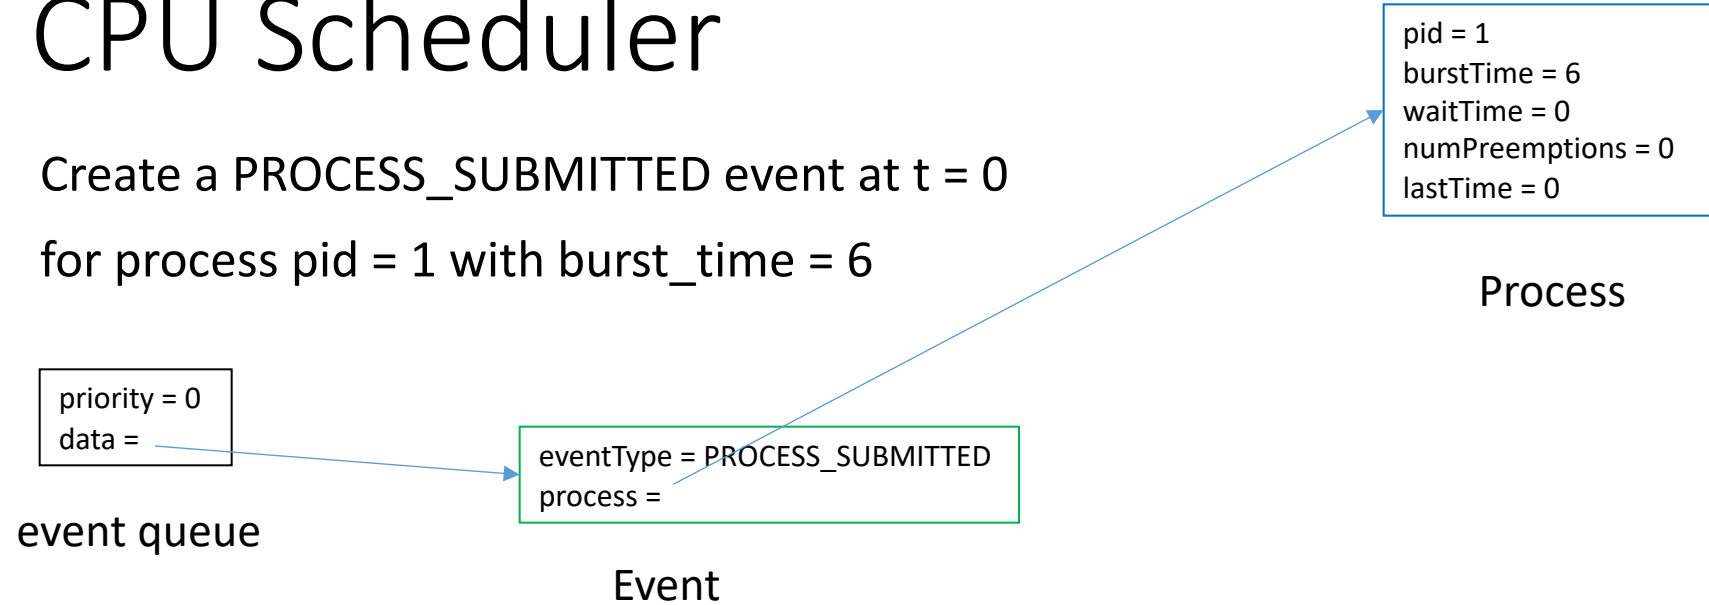 CPU Scheduler
Create a PROCESS_SUBMITTED event at t = 0
for process pid = 1 with burst_time = 6
pid = 1
burstTime = 6
waitTime = 0
numPreemptions = 0
lastTime = 0
Process
priority = 0
data =
event queue
eventType = PROCESS_SUBMITTED
process =
Event